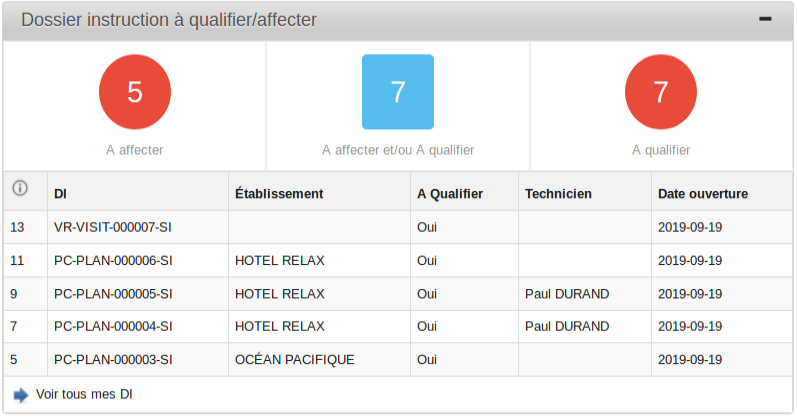 Dossier instruction à qualifier/affecter
5 7 7
A affecter A affecter et/ou A qualifier A qualifier
DI Établissement A Qualifier Technicien Date ouverture
13 VR-VISIT-000007-SI Oui 2019-09-19
11 PC-PLAN-000006-SI HOTEL RELAX Oui 2019-09-19
9 PC-PLAN-000005-SI HOTEL RELAX Oui Paul DURAND 2019-09-19
7 PC-PLAN-000004-SI HOTEL RELAX Oui Paul DURAND 2019-09-19
5 PC-PLAN-000003-SI OCÉAN PACIFIQUE Oui 2019-09-19
Voir tous mes DI